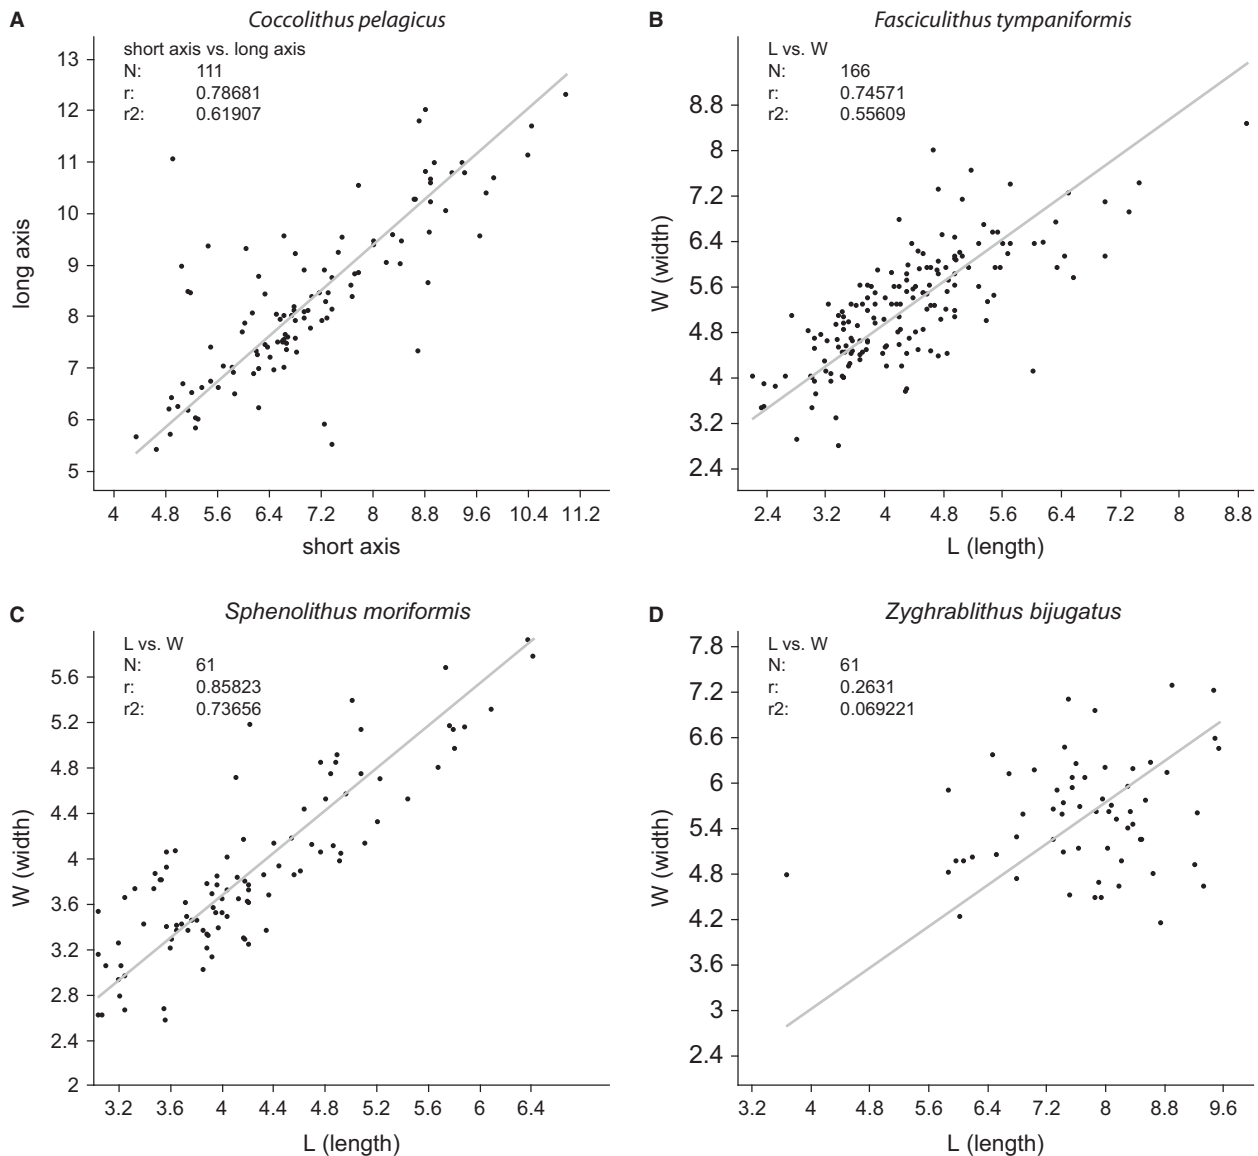 A
Coccolithus pelagicus
short axis vs. long axis
N: 111
r: 0.78681
r2: 0.61907
13
12
11
10
9
8
7
6
5
long axis
4 4.8 5.6 6.4 7.2 8 8.8 9.6 10.4 11.2
short axis
B
Fasciculithus tympaniformis
L vs. W
N: 166
r: 0.74571
r2: 0.55609
8.8
8
7.2
6.4
5.6
4.8
4
3.2
2.4
W (width)
2.4 3.2 4 4.8 5.6 6.4 7.2 8 8.8
L (length)
C
Sphenolithus moriformis
L vs. W
N: 61
r: 0.85823
r2: 0.73656
5.6
5.2
4.8
4.4
4
3.6
3.2
2.8
2.4
2
W (width)
3.2 3.6 4 4.4 4.8 5.2 5.6 6 6.4
L (length)
D
Zyghrablithus bijugatus
L vs. W
N: 61
r: 0.2631
r2: 0.069221
7.8
7.2
6.6
6
5.4
4.8
4.2
3.6
3
2.4
W (width)
3.2 4 4.8 5.6 6.4 7.2 8 8.8 9.6
L (length)